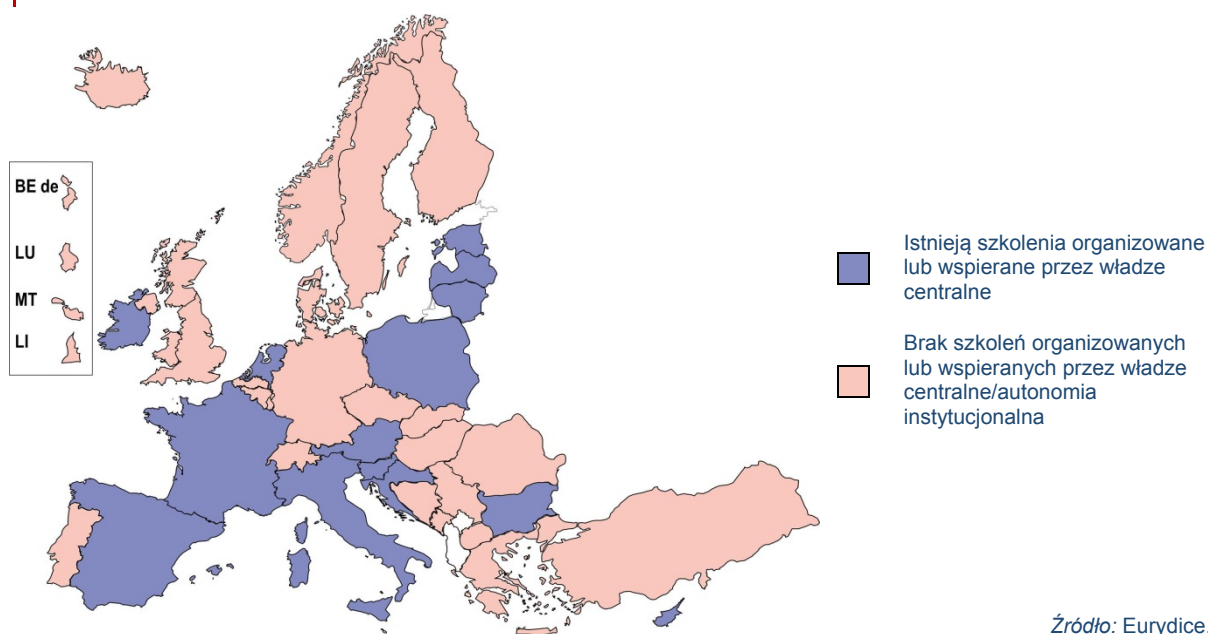 BE de
LU
MT
LI
Istnieją szkolenia organizowane
lub wspierane przez władze
centralne
Brak szkoleń organizowanych
lub wspieranych przez władze
centralne/autonomia
instytucjonalna
Źródło: Eurydice.